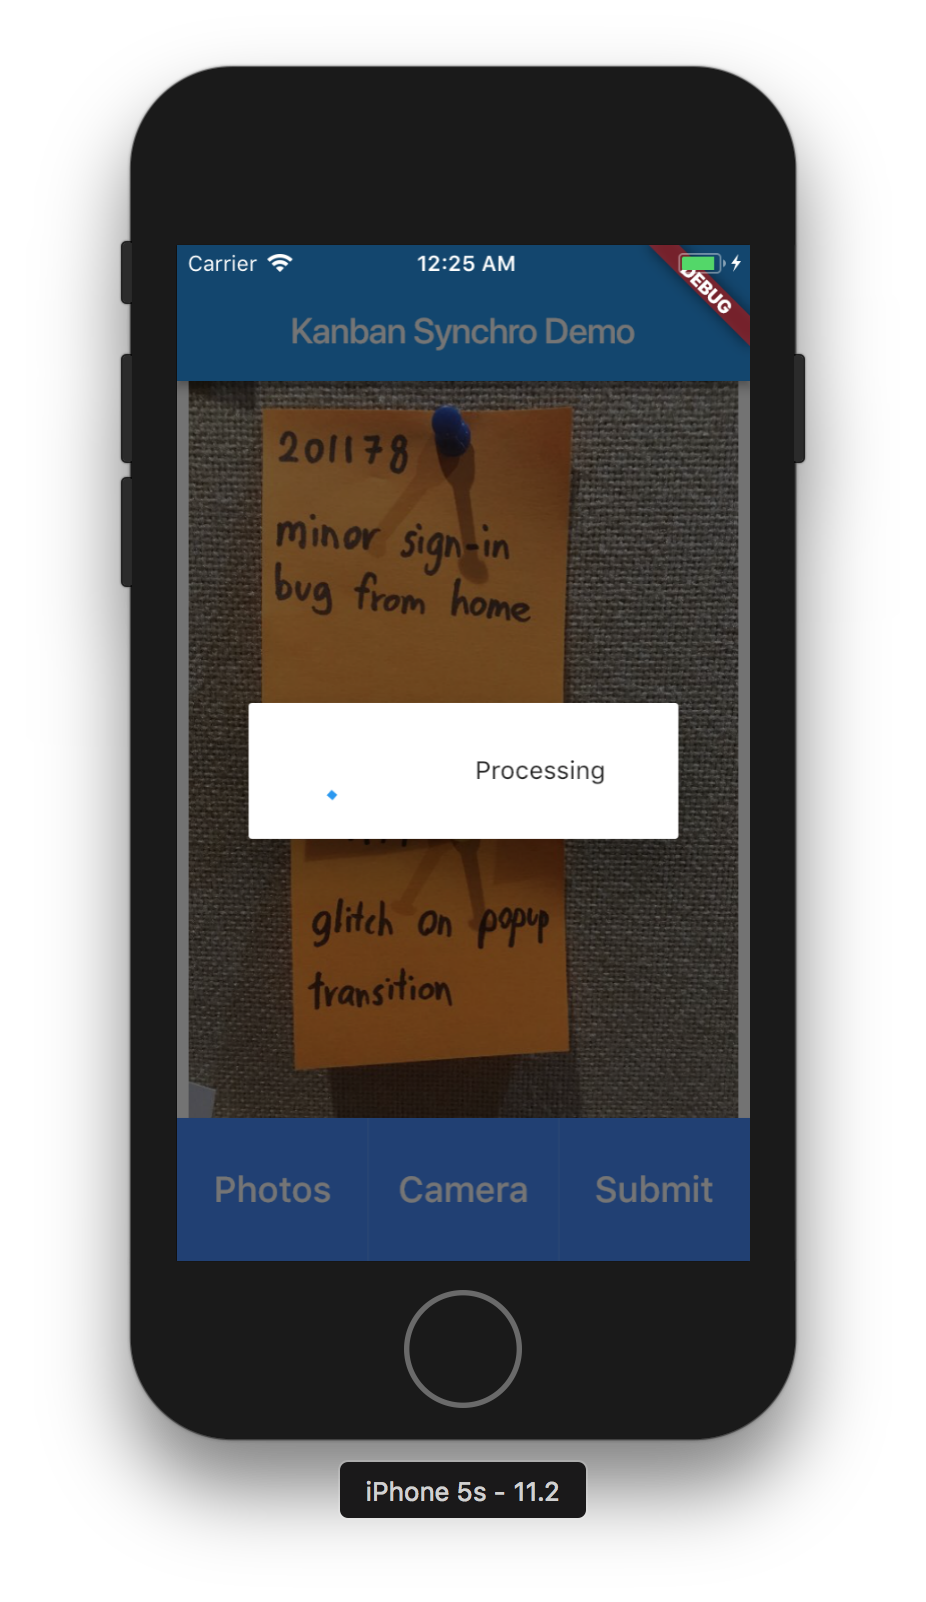 Carrier 12:25 AM
DEBUG
Kanban Synchro Demo
201178
minor sign-in
bug from home
Processing
glitch on popup
transition
Photos Camera Submit
iPhone 5s - 11.2